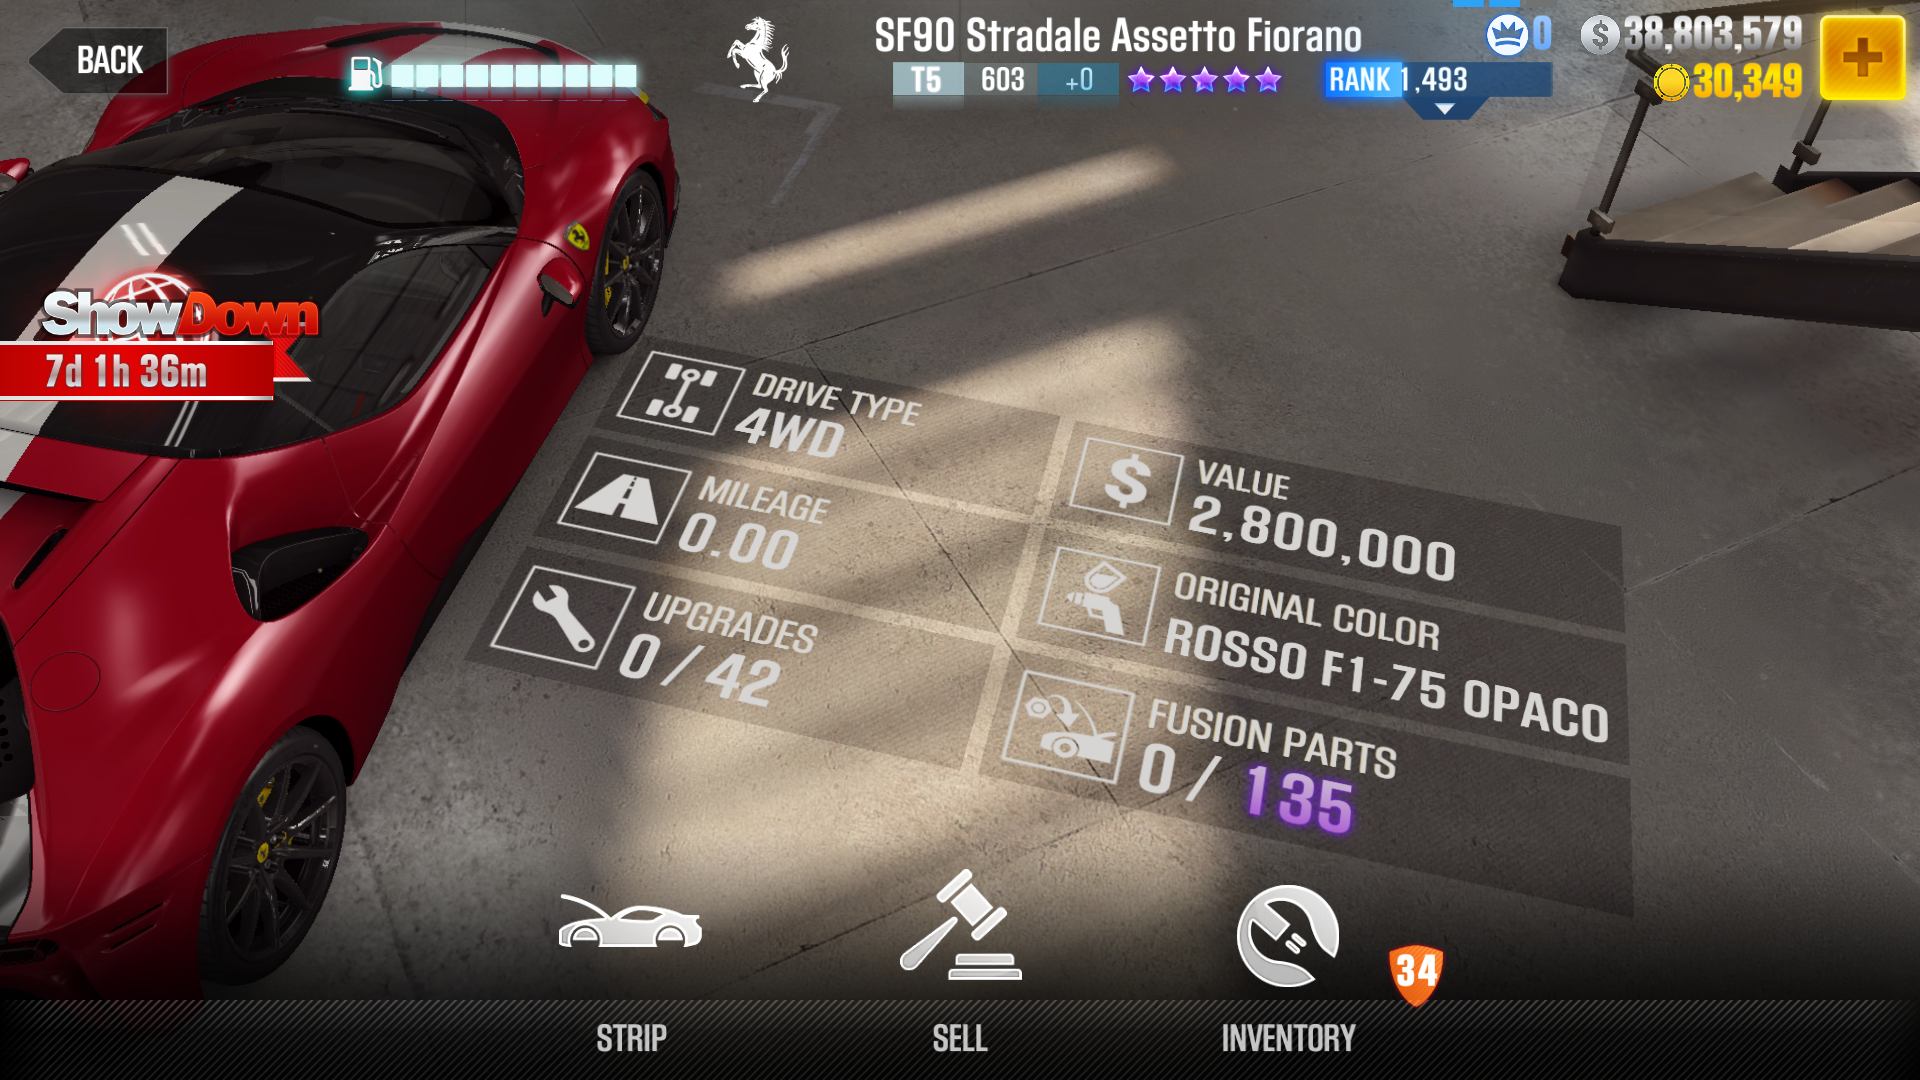 BACK
SF90 Stradale Assetto Fiorano
0
$ 38,803,579
T5 603 +0
RANK 1,493
30,349
ShowDown
7d 1h 36m
DRIVE TYPE
4WD
MILEAGE
0.00
UPGRADES
0 / 42
$ VALUE
2,800,000
ORIGINAL COLOR
ROSSO F1-75 OPACO
FUSION PARTS
0 / 135
34
STRIP
SELL
INVENTORY